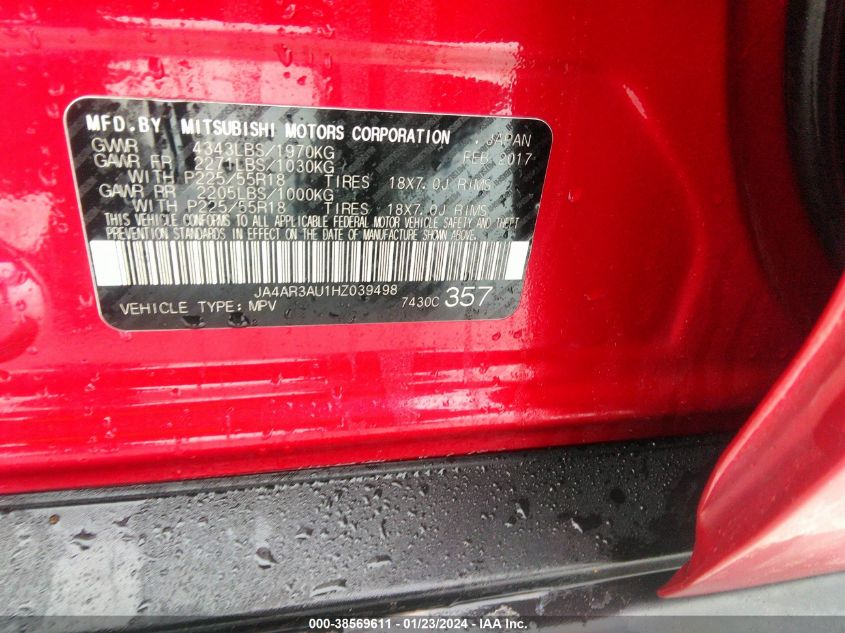 MFD.BY MITSUBISHI MOTORS CORPORATION , JAPAN
GVWR 4343LBS/1970KG FEB 2017
GAWR FR 2271LBS/1030KG
WITH P225/55R18 TIRES 18X7.0J RIMS
GAWR RR 2205LBS/1000KG
WITH P225/55R18 TIRES 18X7.0J RIMS
THIS VEHICLE CONFORMS TO ALL APPLICABLE FEDERAL MOTOR VEHICLE SAFETY AND THEFT
PREVENTION STANDARDS IN EFFECT ON THE DATE OF MANUFACTURE SHOWN ABOVE.
JA4AR3AU1HZ039498
VEHICLE TYPE: MPV 7430C 357
000-38569611 - 01/23/2024 - IAA Inc.